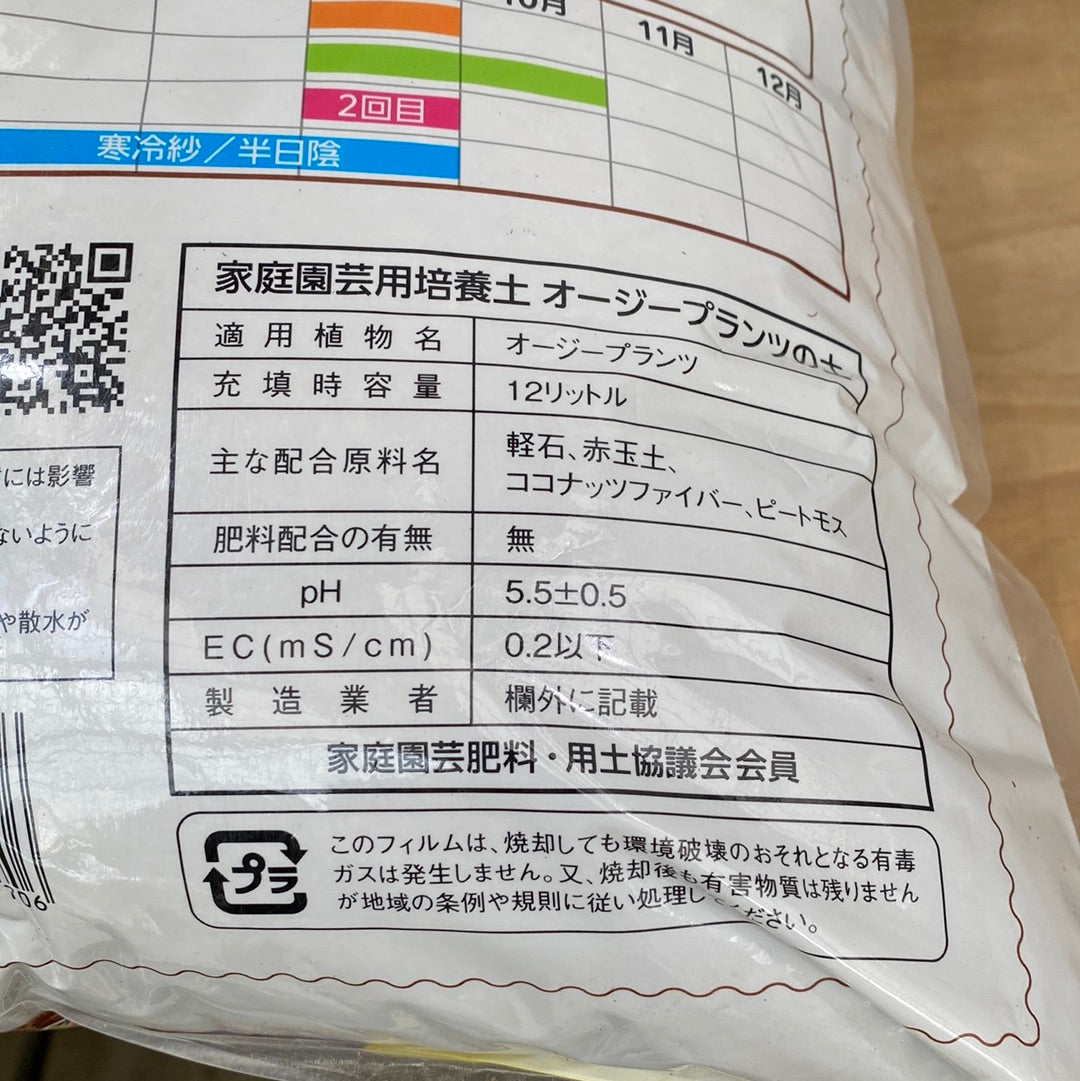 10月
11月
12月
2回目
寒冷紗／半日陰
家庭園芸用培養土 オージープランツの土
適用植物名 オージープランツ
充填時容量 12リットル
主な配合原料名 軽石、赤玉土、
ココナッツファイバー、ピートモス
肥料配合の有無 無
pH 5.5±0.5
EC(mS/cm) 0.2以下
製造業者 欄外に記載
家庭園芸肥料・用土協議会会員
には影響
ないように
や散水が
706
プラ
このフィルムは、焼却しても環境破壊のおそれとなる有毒
ガスは発生しません。又、焼却後も有害物質は残りません
が地域の条例や規則に従い処理してください。